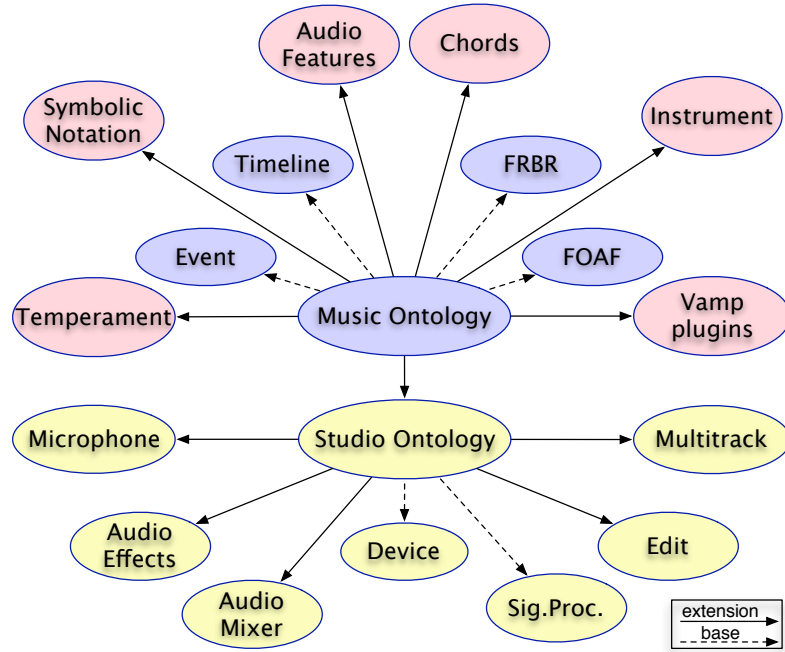 Audio
Features
Chords
Symbolic
Notation
Instrument
Timeline
FRBR
Event
FOAF
Temperament
Music Ontology
Vamp
plugins
Microphone
Studio Ontology
Multitrack
Audio
Effects
Device
Edit
Audio
Mixer
Sig.Proc.
extension
base